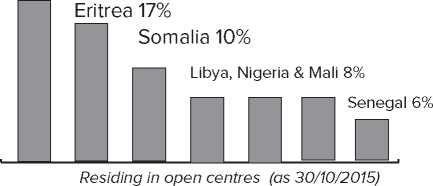 Eritrea 17%
Somalia 10%
Libya, Nigeria & Mali 8%
Senegal 6%
Residing in open centres (as 30/10/2015)